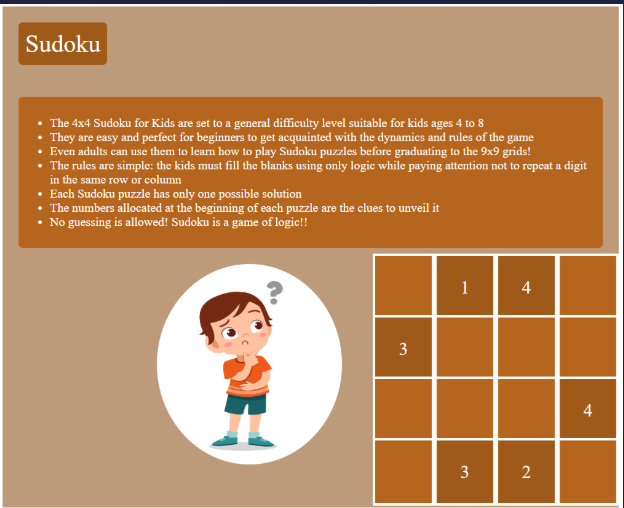 Sudoku
The 4x4 Sudoku for Kids are set to a general difficulty level suitable for kids ages 4 to 8
They are easy and perfect for beginners to get acquainted with the dynamics and rules of the game
Even adults can use them to learn how to play Sudoku puzzles before graduating to the 9x9 grids!
The rules are simple: the kids must fill the blanks using only logic while paying attention not to repeat a digit
in the same row or column
Each Sudoku puzzle has only one possible solution
The numbers allocated at the beginning of each puzzle are the clues to unveil it
No guessing is allowed! Sudoku is a game of logic!!
?
1 4
3
4
3 2